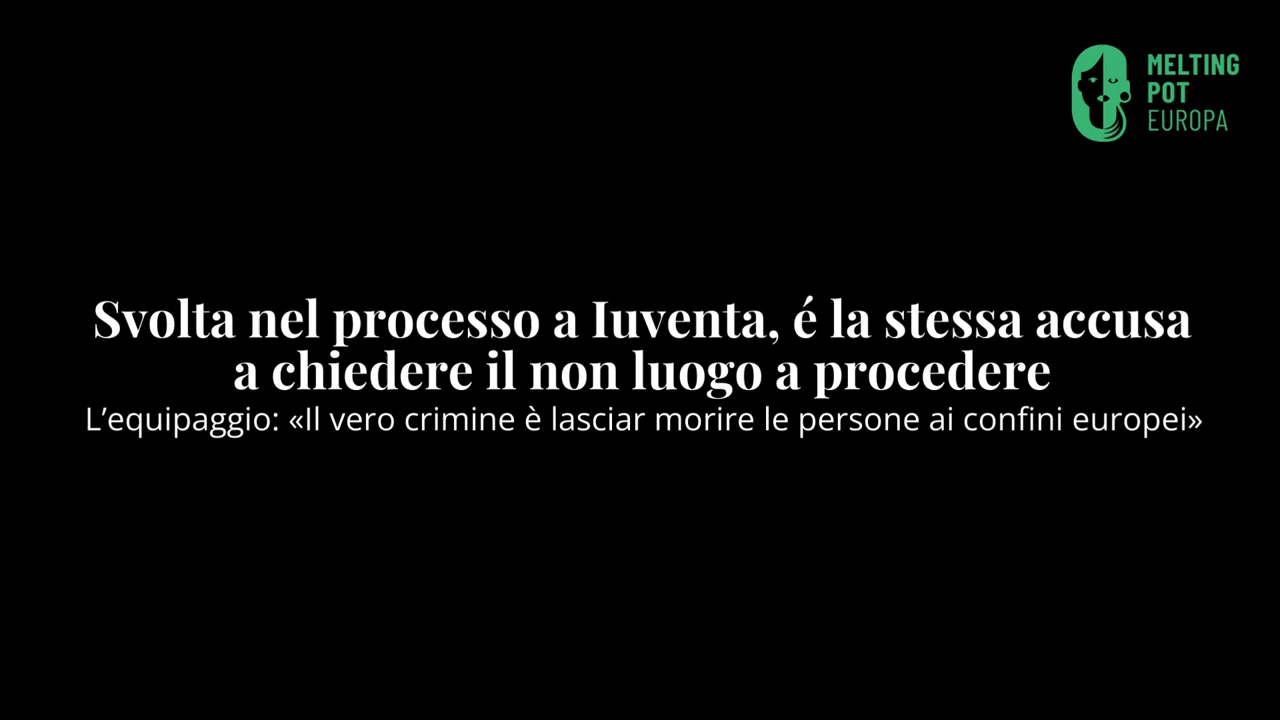 MELTING
POT
EUROPA
Svolta nel processo a Iuventa, é la stessa accusa
a chiedere il non luogo a procedere
L’equipaggio: «Il vero crimine è lasciar morire le persone ai confini europei»